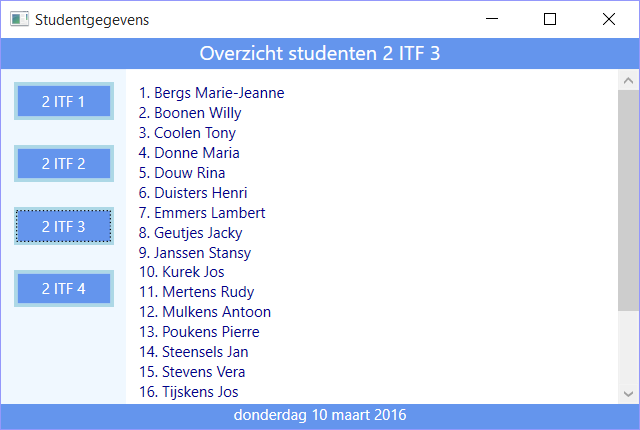 Studentgegevens
Overzicht studenten 2 ITF 3
2 ITF 1
2 ITF 2
2 ITF 3
2 ITF 4
1. Bergs Marie-Jeanne
2. Boonen Willy
3. Coolen Tony
4. Donne Maria
5. Douw Rina
6. Duisters Henri
7. Emmers Lambert
8. Geutjes Jacky
9. Janssen Stansy
10. Kurek Jos
11. Mertens Rudy
12. Mulkens Antoon
13. Poukens Pierre
14. Steensels Jan
15. Stevens Vera
16. Tijskens Jos
donderdag 10 maart 2016